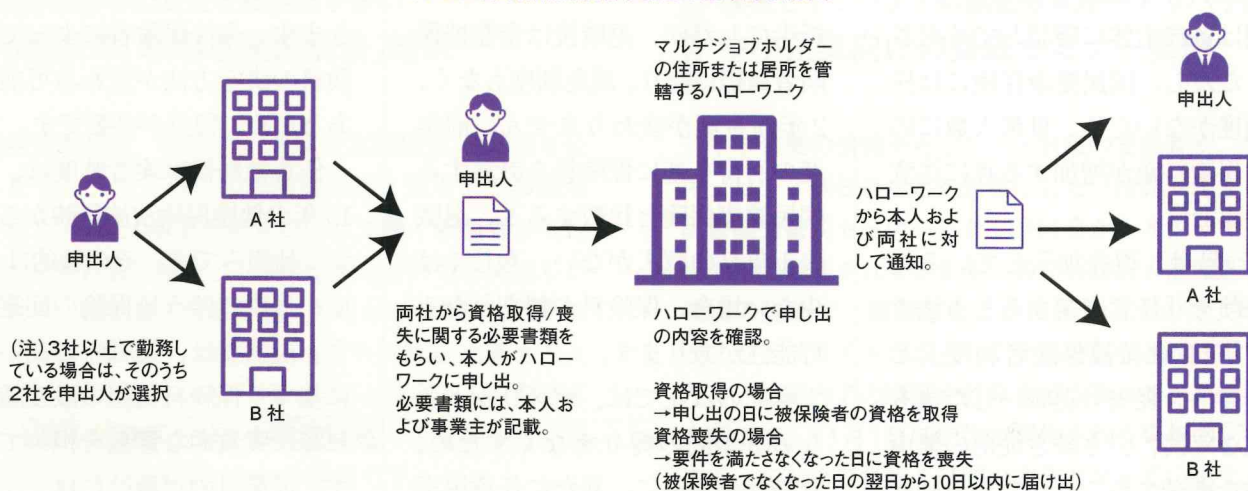 申出人
(注)3社以上で勤務し
ている場合は、そのうち
2社を申出人が選択
A 社
B 社
申出人
両社から資格取得/喪
失に関する必要書類を
もらい、本人がハロー
ワークに申し出。
必要書類には、本人お
よび事業主が記載。
マルチジョブホルダー
の住所または居所を管
轄するハローワーク
ハローワークで申し出
の内容を確認。
資格取得の場合
→申し出の日に被保険者の資格を取得
資格喪失の場合
→要件を満たさなくなった日に資格を喪失
(被保険者でなくなった日の翌日から10日以内に届け出)
ハローワーク
から本人およ
び両社に対
して通知。
申出人
A 社
B 社